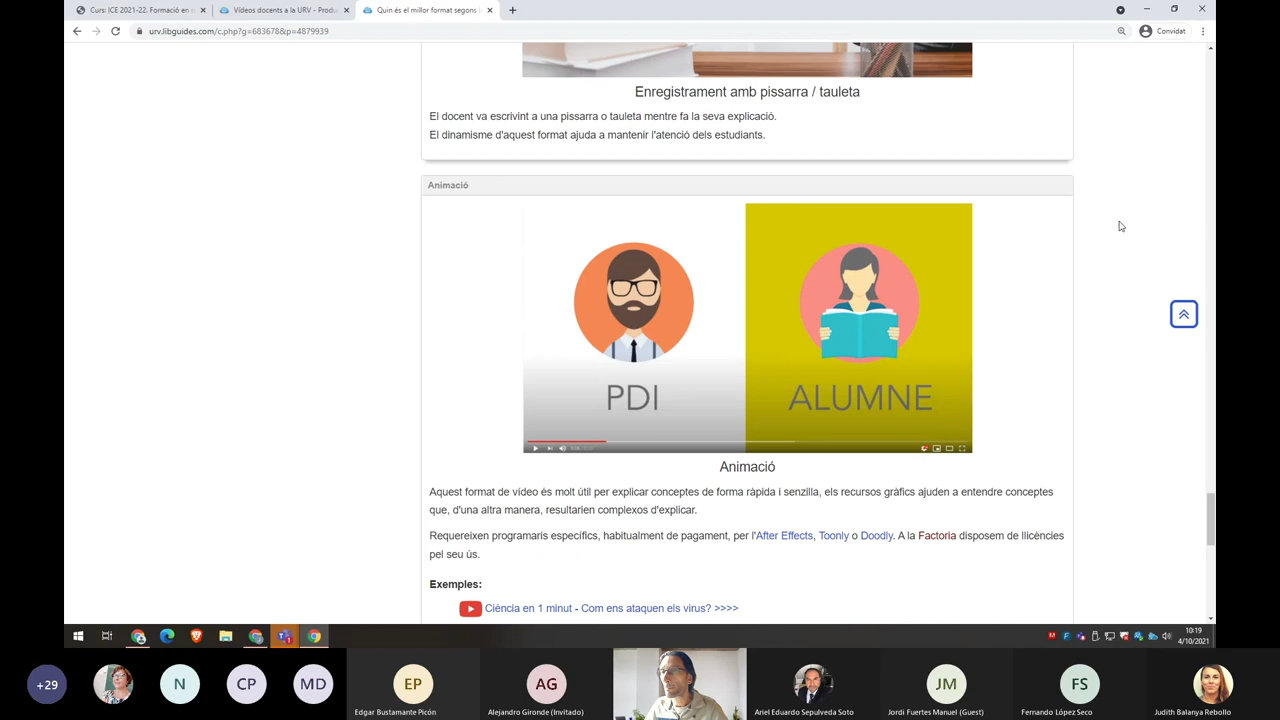 Curs: ICE 2021-22. Formació en
Vídeos docents a la URV - Produ
Quin és el millor format segons
urv.libguides.com/c.php?g=683678&p=4879939
Convidat
Enregistrament amb pissarra / tauleta
El docent va escrivint a una pissarra o tauleta mentre fa la seva explicació.
El dinamisme d'aquest format ajuda a mantenir l'atenció dels estudiants.
Animació
PDI
ALUMNE
Animació
Aquest format de vídeo és molt útil per explicar conceptes de forma ràpida i senzilla, els recursos gràfics ajuden a entendre conceptes
que, d'una altra manera, resultarien complexos d'explicar.
Requereixen programaris específics, habitualment de pagament, per l'After Effects, Toonly o Doodly. A la Factoria disposem de llicències
pel seu ús.
Exemples:
Ciència en 1 minut - Com ens ataquen els virus? >>>>
10:19
4/10/2021
+29
N
CP
MD
EP
AG
JM
FS
Edgar Bustamante Picón
Alejandro Gironde (Invitado)
Ariel Eduardo Sepulveda Soto
Jordi Fuertes Manuel (Guest)
Fernando López Seco
Judith Balanya Rebollo